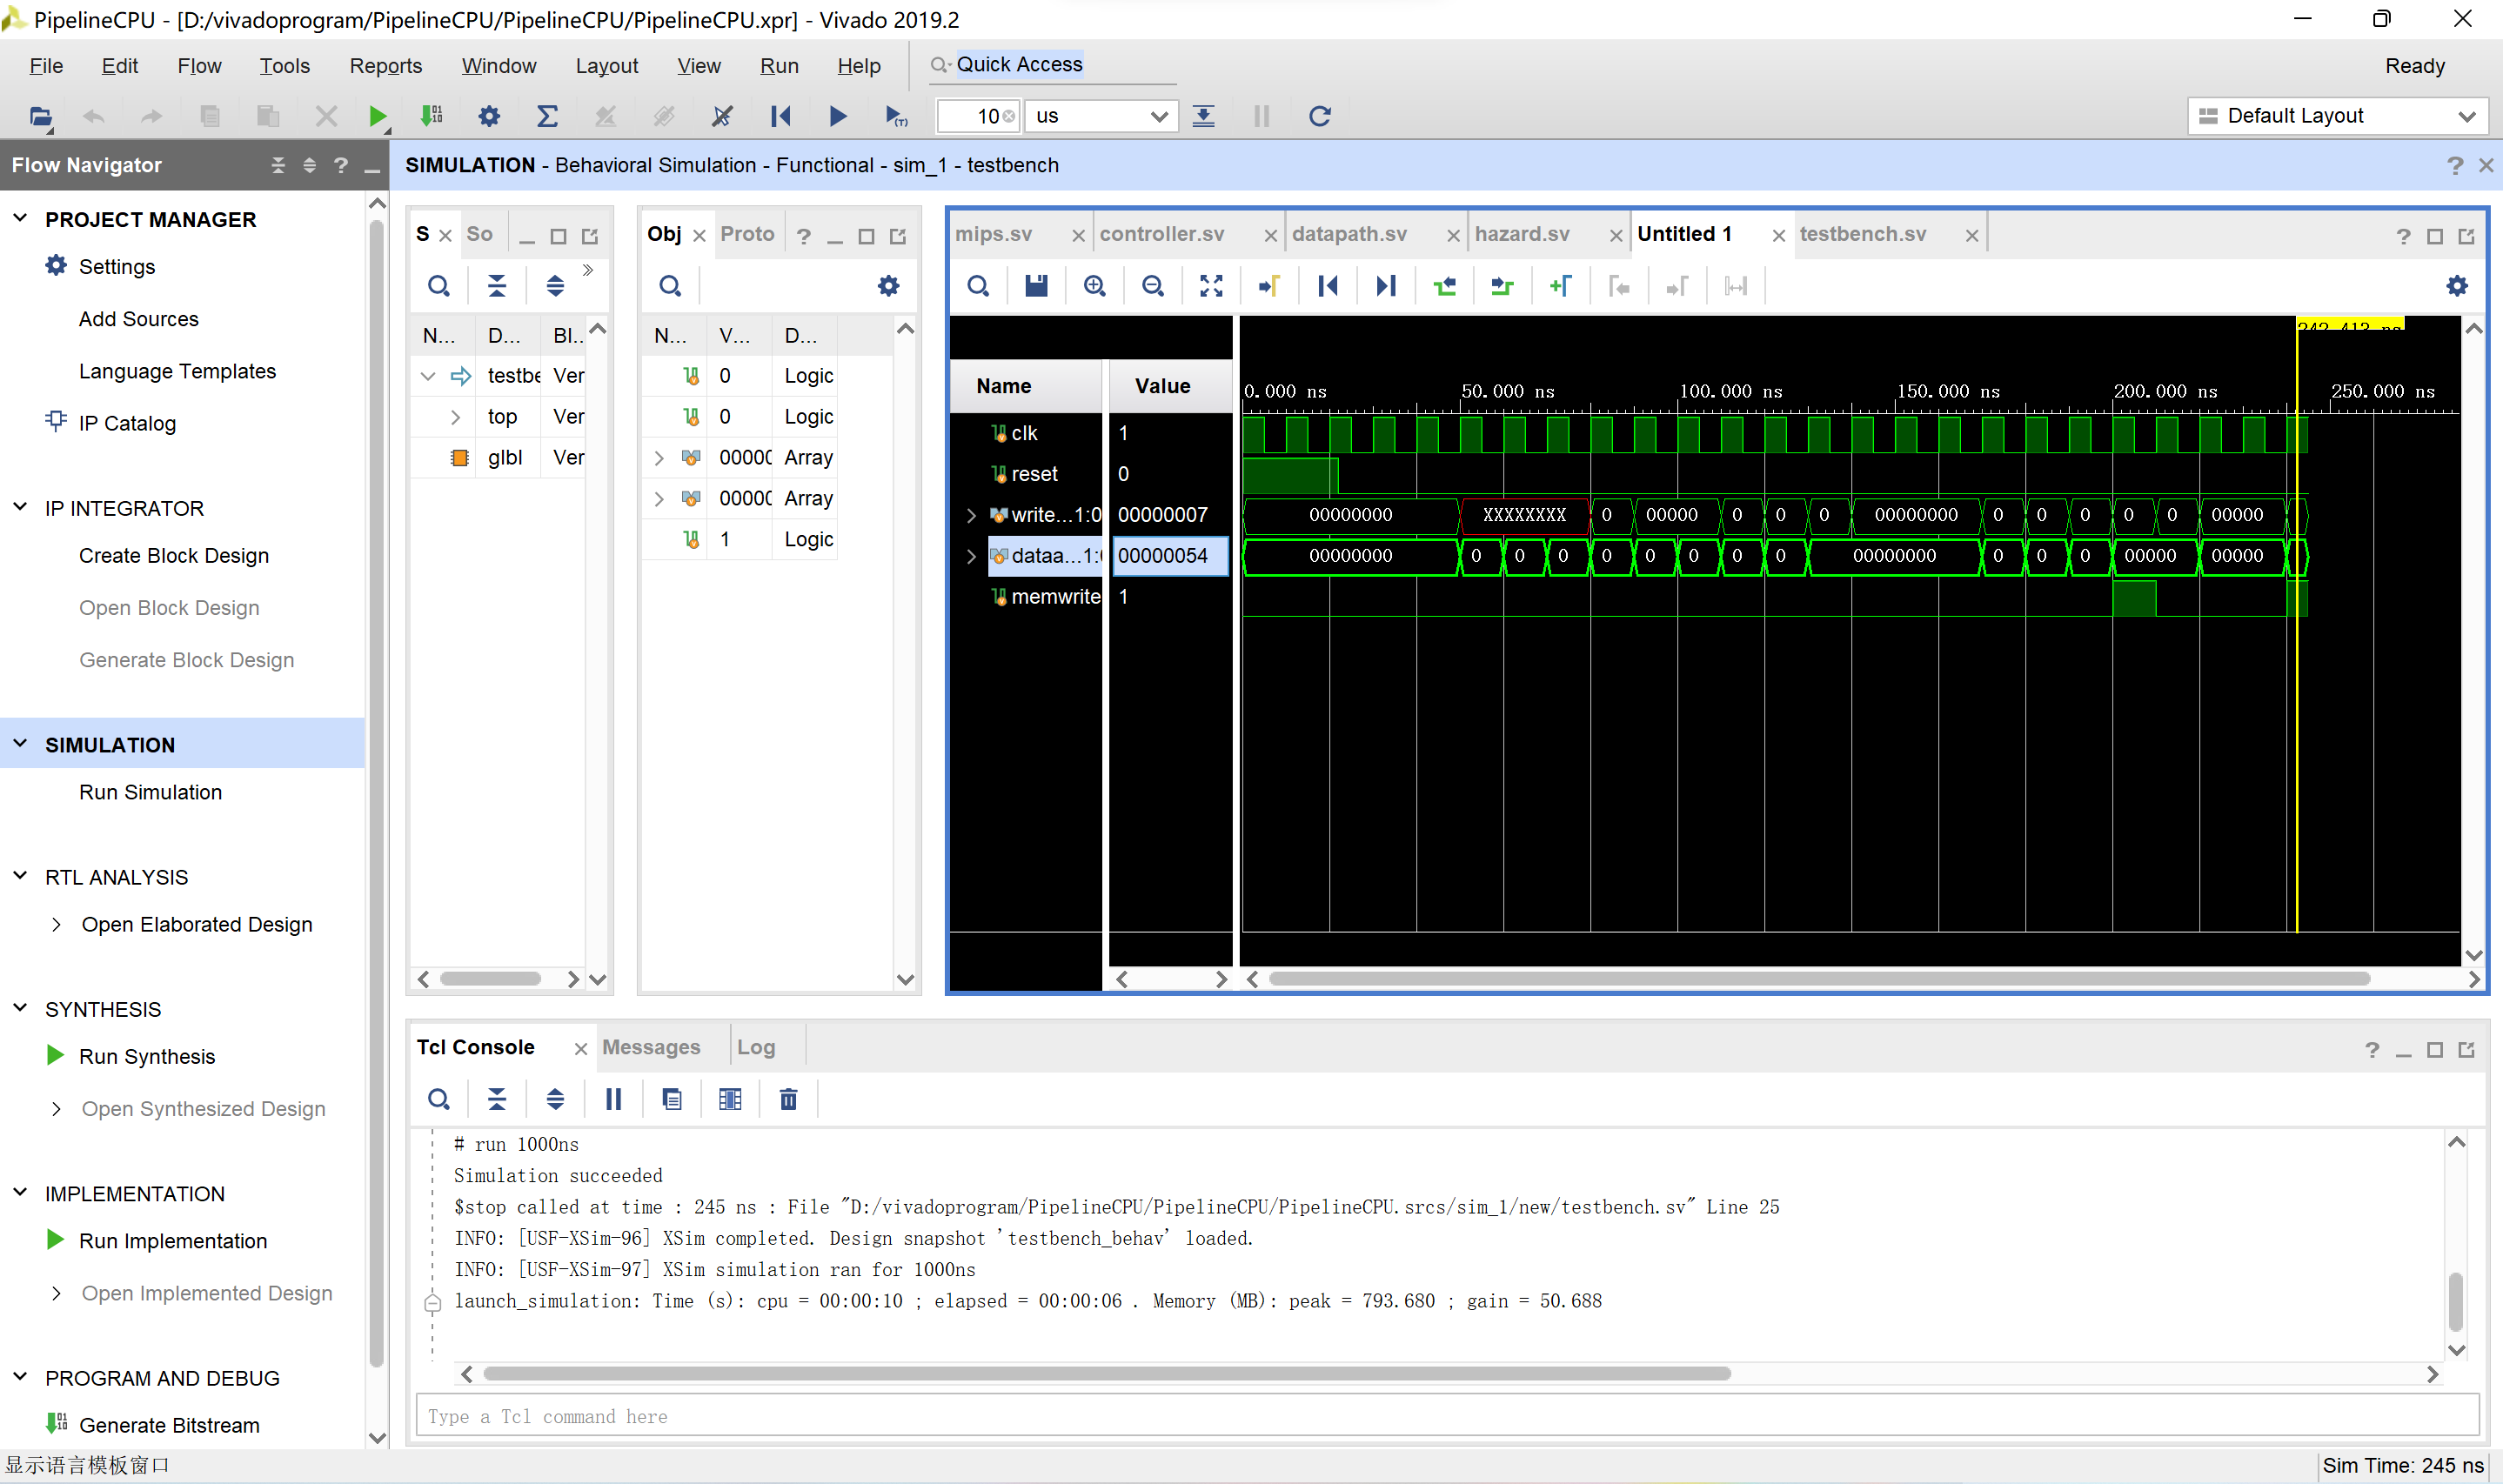 PipelineCPU - [D:/vivadoprogram/PipelineCPU/PipelineCPU/PipelineCPU.xpr] - Vivado 2019.2
File Edit Flow Tools Reports Window Layout View Run Help Quick Access Ready
10 us Default Layout
Flow Navigator
SIMULATION - Behavioral Simulation - Functional - sim_1 - testbench
PROJECT MANAGER
Settings
Add Sources
Language Templates
IP Catalog
IP INTEGRATOR
Create Block Design
Open Block Design
Generate Block Design
SIMULATION
Run Simulation
RTL ANALYSIS
Open Elaborated Design
SYNTHESIS
Run Synthesis
Open Synthesized Design
IMPLEMENTATION
Run Implementation
Open Implemented Design
PROGRAM AND DEBUG
Generate Bitstream
S So
N... D... Bl..
testbe Ver
top Ver
glbl Ver
Obj Proto
N... V... D...
0 Logic
0 Logic
00000 Array
00000 Array
1 Logic
mips.sv controller.sv datapath.sv hazard.sv Untitled 1 testbench.sv
242.413 ns
Name Value 0.000 ns 50.000 ns 100.000 ns 150.000 ns 200.000 ns 250.000 ns
clk 1
reset 0
write...1:0 00000007 00000000 XXXXXXXX 0 00000 0 0 0 00000000 0 0 0 0 0 00000
dataa...1:0 00000054 00000000 0 0 0 0 0 0 0 0 00000000 0 0 0 00000 00000
memwrite 1
Tcl Console Messages Log
# run 1000ns
Simulation succeeded
$stop called at time : 245 ns : File "D:/vivadoprogram/PipelineCPU/PipelineCPU/PipelineCPU.srcs/sim_1/new/testbench.sv" Line 25
INFO: [USF-XSim-96] XSim completed. Design snapshot 'testbench_behav' loaded.
INFO: [USF-XSim-97] XSim simulation ran for 1000ns
launch_simulation: Time (s): cpu = 00:00:10 ; elapsed = 00:00:06 . Memory (MB): peak = 793.680 ; gain = 50.688
Type a Tcl command here
显示语言模板窗口
Sim Time: 245 ns